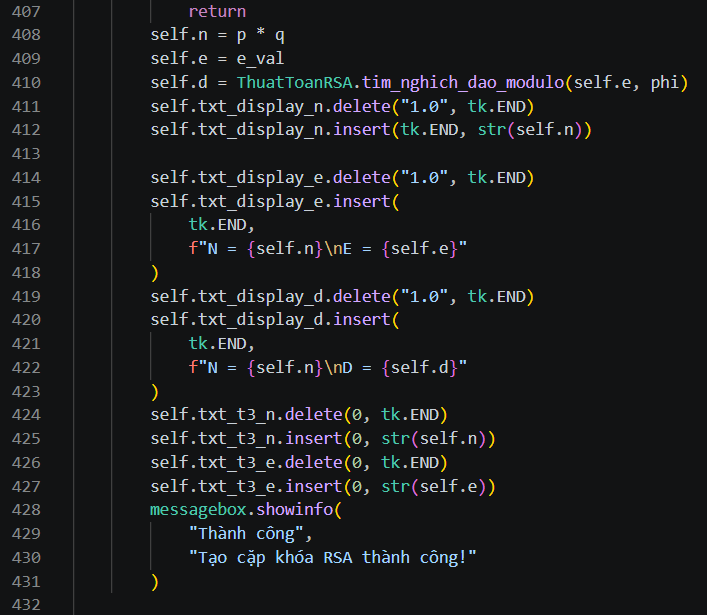 407 return
408 self.n = p * q
409 self.e = e_val
410 self.d = ThuatToanRSA.tim_nghich_dao_modulo(self.e, phi)
411 self.txt_display_n.delete("1.0", tk.END)
412 self.txt_display_n.insert(tk.END, str(self.n))
413
414 self.txt_display_e.delete("1.0", tk.END)
415 self.txt_display_e.insert(
416 tk.END,
417 f"N = {self.n}\nE = {self.e}"
418 )
419 self.txt_display_d.delete("1.0", tk.END)
420 self.txt_display_d.insert(
421 tk.END,
422 f"N = {self.n}\nD = {self.d}"
423 )
424 self.txt_t3_n.delete(0, tk.END)
425 self.txt_t3_n.insert(0, str(self.n))
426 self.txt_t3_e.delete(0, tk.END)
427 self.txt_t3_e.insert(0, str(self.e))
428 messagebox.showinfo(
429 "Thành công",
430 "Tạo cặp khóa RSA thành công!"
431 )
432